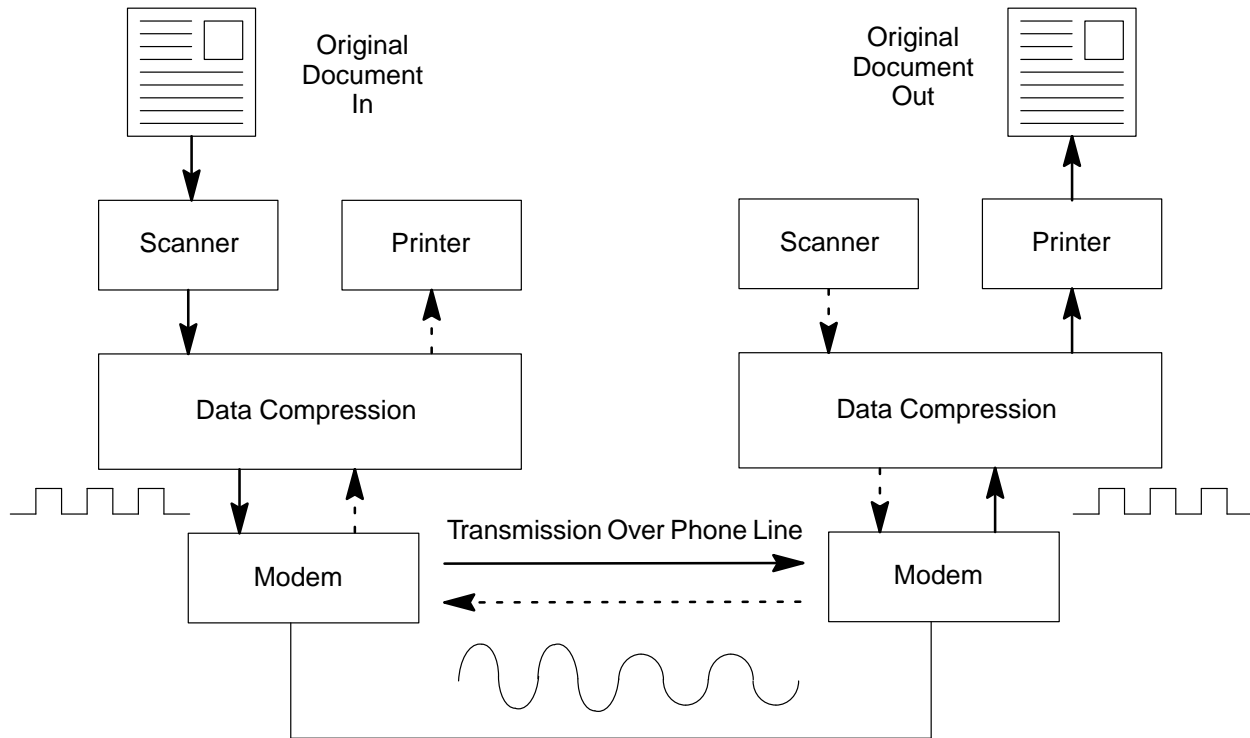 Original
Document
In
Original
Document
Out
Scanner
Printer
Scanner
Printer
Data Compression
Data Compression
Transmission Over Phone Line
Modem
Modem